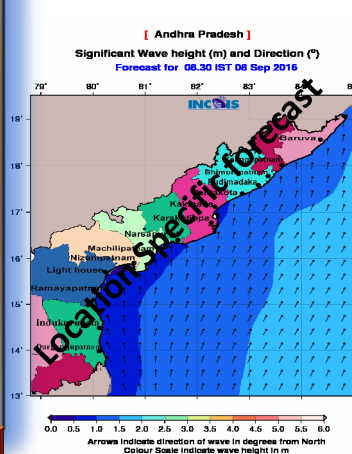 [ Andhra Pradesh ]
Significant Wave height (m) and Direction (°)
Forecast for 08.30 IST 08 Sep 2016
79° 80° 81° 82° 83° 84°
INCOIS
Location Specific Forecast
19°
Garuva
18°
Bhimunipatnam
Pudimadaka
17°
Karakatippa
Machilipatnam
16°
Nizampatnam
Light house
15°
14°
13°
0.0 0.5 1.0 1.5 2.0 2.5 3.0 3.5 4.0 4.5 5.0 5.5 6.0
Arrows indicate direction of wave in degrees from North
Colour Scale indicate wave height in m